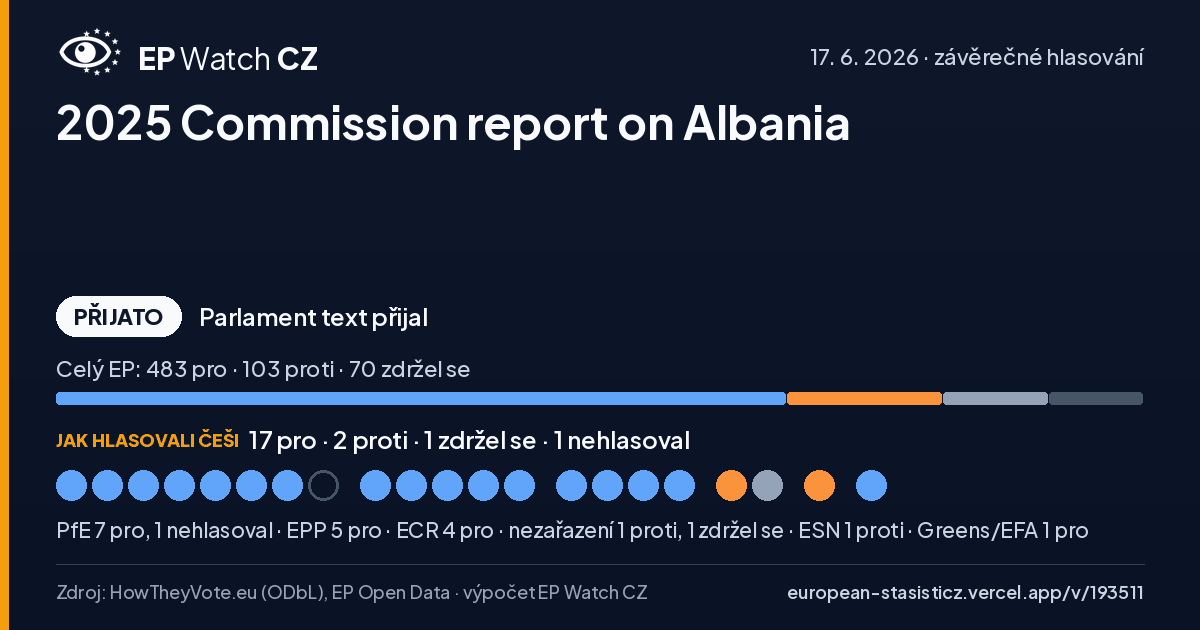 EP Watch CZ
17. 6. 2026 · závěrečné hlasování
2025 Commission report on Albania
PŘIJATO Parlament text přijal
Celý EP: 483 pro · 103 proti · 70 zdržel se
JAK HLASOVALI ČEŠI 17 pro · 2 proti · 1 zdržel se · 1 nehlasoval
PfE 7 pro, 1 nehlasoval · EPP 5 pro · ECR 4 pro · nezařazení 1 proti, 1 zdržel se · ESN 1 proti · Greens/EFA 1 pro
Zdroj: HowTheyVote.eu (ODbL), EP Open Data · výpočet EP Watch CZ
european-stasisticz.vercel.app/v/193511